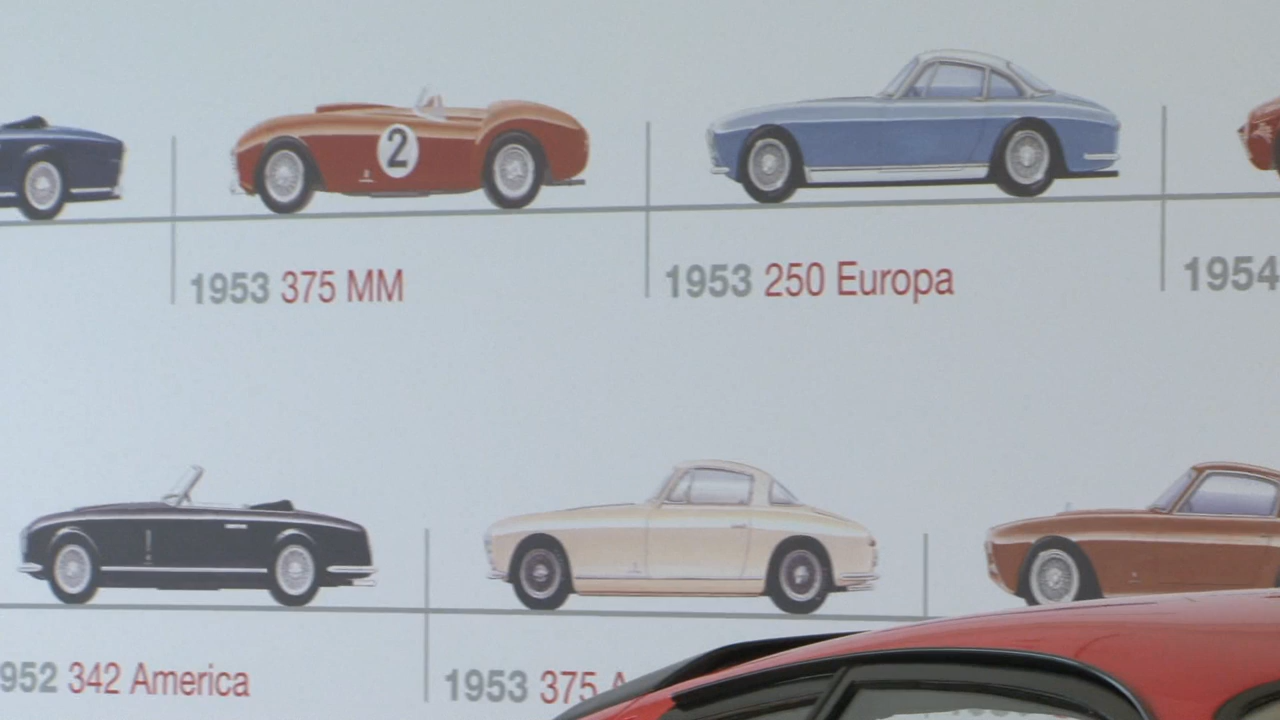 2
1953 375 MM
1953 250 Europa
1954
952 342 America
1953 375 A